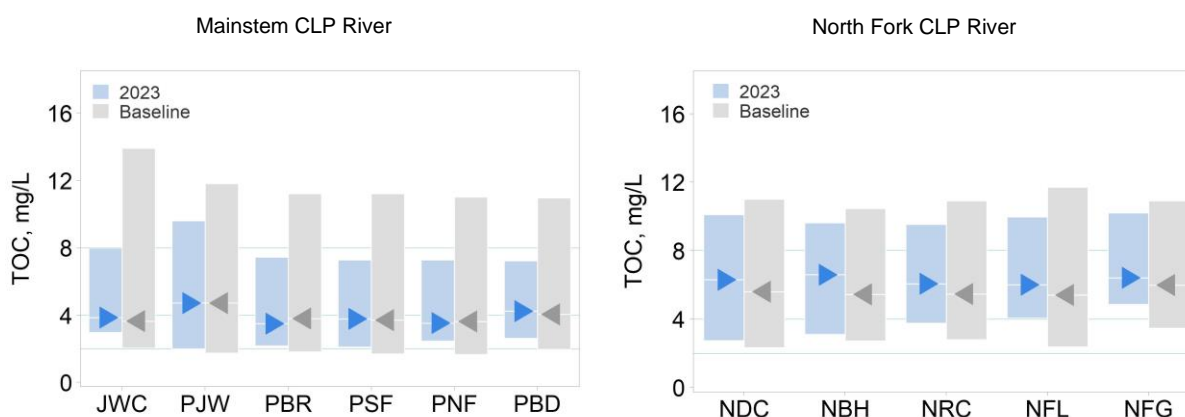 Mainstem CLP River
North Fork CLP River
TOC, mg/L
2023
Baseline
16
12
8
4
0
JWC PJW PBR PSF PNF PBD
TOC, mg/L
2023
Baseline
16
12
8
4
0
NDC NBH NRC NFL NFG